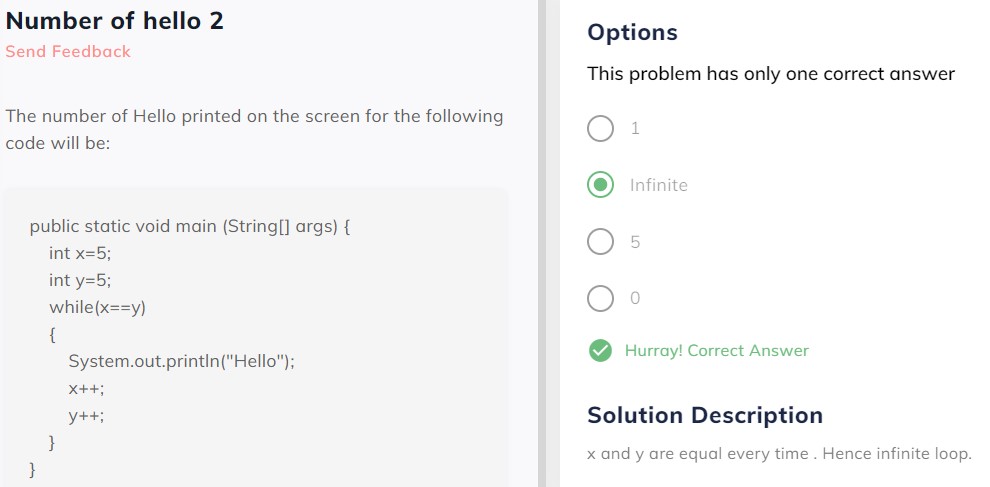 Number of hello 2
Send Feedback
The number of Hello printed on the screen for the following
code will be:
public static void main (String[] args) {
int x=5;
int y=5;
while(x==y)
{
System.out.println("Hello");
x++;
y++;
}
}
Options
This problem has only one correct answer
1
Infinite
5
0
Hurray! Correct Answer
Solution Description
x and y are equal every time . Hence infinite loop.